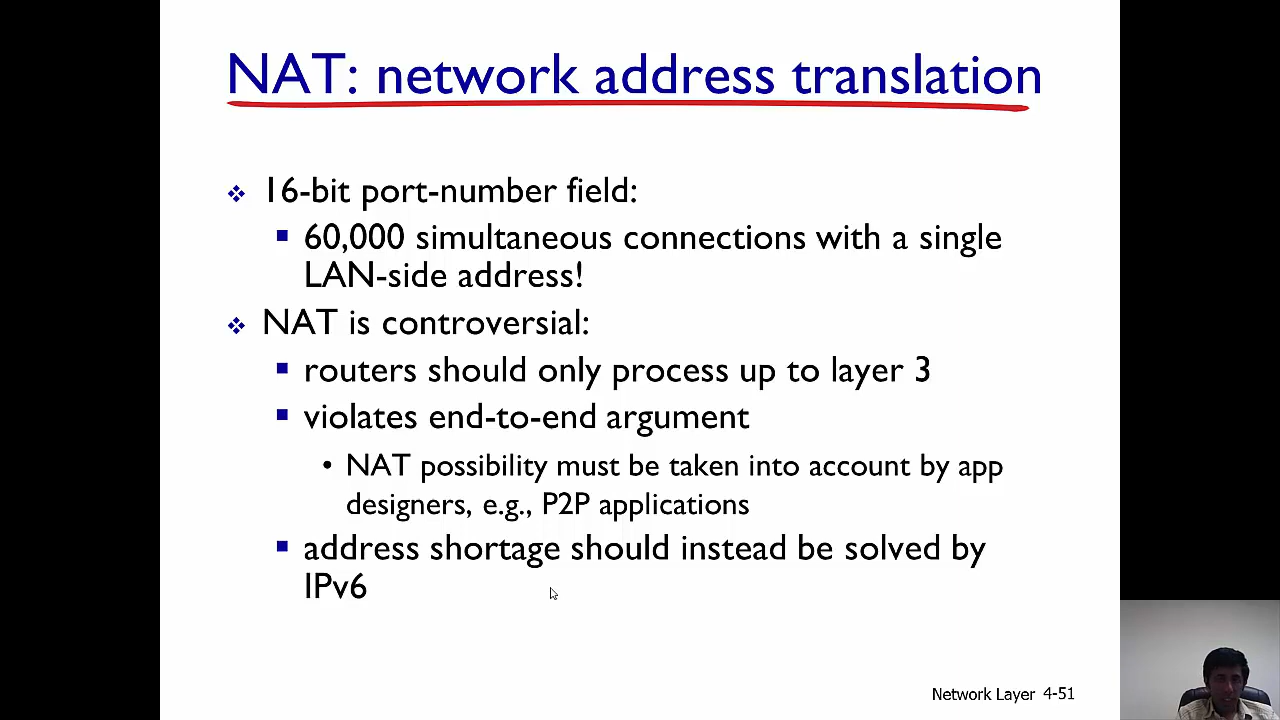 NAT: network address translation
16-bit port-number field:
60,000 simultaneous connections with a single
LAN-side address!
NAT is controversial:
routers should only process up to layer 3
violates end-to-end argument
NAT possibility must be taken into account by app
designers, e.g., P2P applications
address shortage should instead be solved by
IPv6
Network Layer 4-51